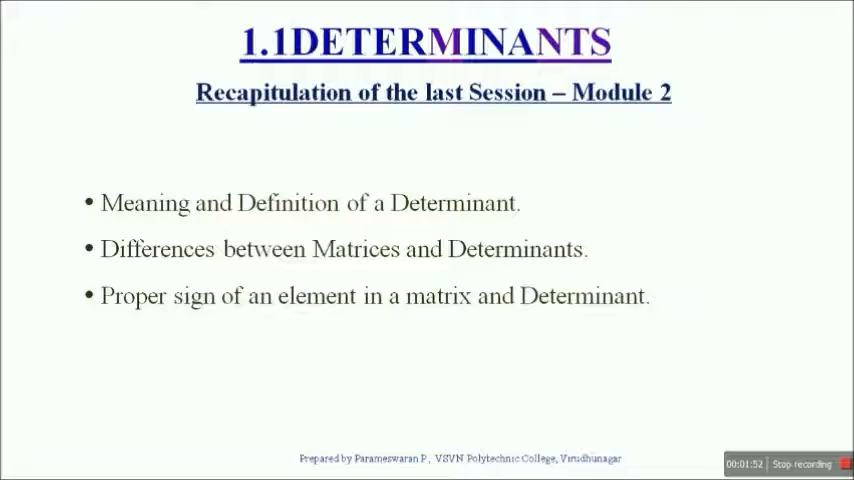 1.1DETERMINANTS
Recapitulation of the last Session – Module 2
• Meaning and Definition of a Determinant.
• Differences between Matrices and Determinants.
• Proper sign of an element in a matrix and Determinant.
Prepared by Parameswaran P, VSVN Polytechnic College, Virudhunagar
00:01:52 Stop recording